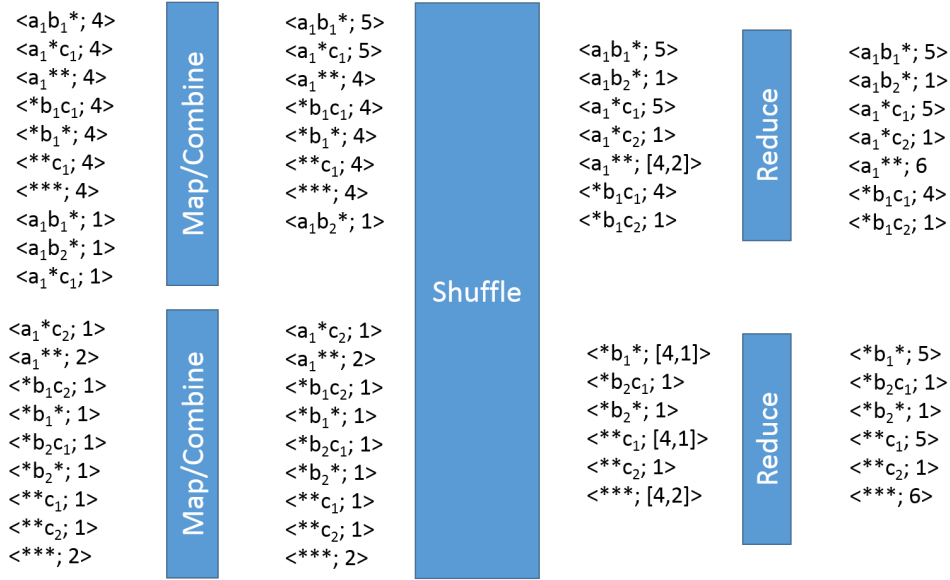 <a₁b₁*; 4>
<a₁*c₁; 4>
<a₁**; 4>
<*b₁c₁; 4>
<*b₁*; 4>
<**c₁; 4>
<***; 4>
<a₁b₁*; 1>
<a₁b₂*; 1>
<a₁*c₁; 1>
Map/Combine
<a₁b₁*; 5>
<a₁*c₁; 5>
<a₁**; 4>
<*b₁c₁; 4>
<*b₁*; 4>
<**c₁; 4>
<***; 4>
<a₁b₂*; 1>
<a₁*c₂; 1>
<a₁**; 2>
<*b₁c₂; 1>
<*b₁*; 1>
<*b₂c₁; 1>
<*b₂*; 1>
<**c₁; 1>
<**c₂; 1>
<***; 2>
Map/Combine
<a₁*c₂; 1>
<a₁**; 2>
<*b₁c₂; 1>
<*b₁*; 1>
<*b₂c₁; 1>
<*b₂*; 1>
<**c₁; 1>
<**c₂; 1>
<***; 2>
Shuffle
<a₁b₁*; 5>
<a₁b₂*; 1>
<a₁*c₁; 5>
<a₁*c₂; 1>
<a₁**; [4,2]>
<*b₁c₁; 4>
<*b₁c₂; 1>
Reduce
<a₁b₁*; 5>
<a₁b₂*; 1>
<a₁*c₁; 5>
<a₁*c₂; 1>
<a₁**; 6
<*b₁c₁; 4>
<*b₁c₂; 1>
<*b₁*; [4,1]>
<*b₂c₁; 1>
<*b₂*; 1>
<**c₁; [4,1]>
<**c₂; 1>
<***; [4,2]>
Reduce
<*b₁*; 5>
<*b₂c₁; 1>
<*b₂*; 1>
<**c₁; 5>
<**c₂; 1>
<***; 6>